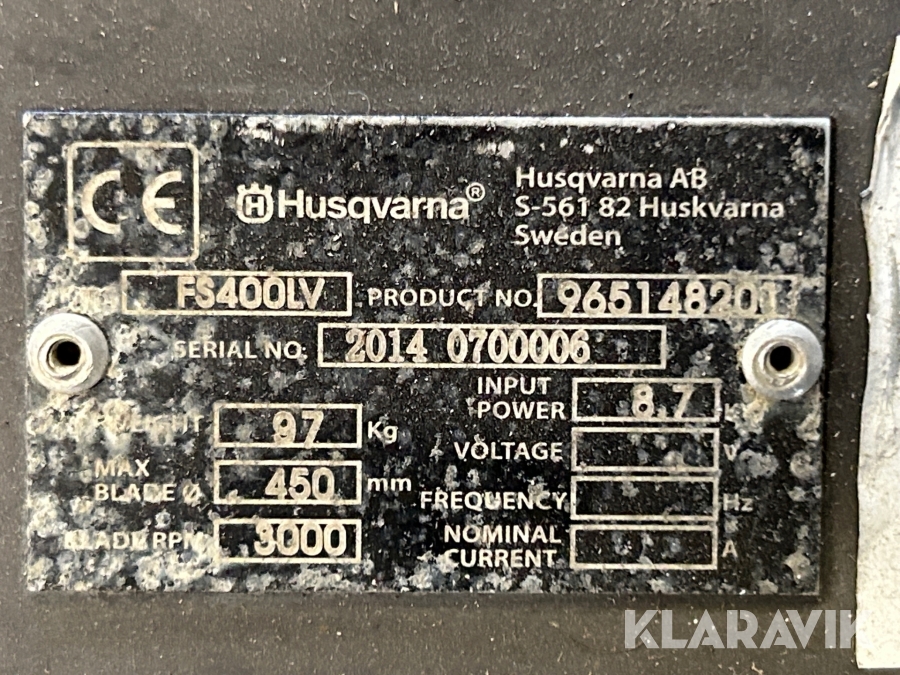 CE
Husqvarna®
Husqvarna AB
S-561 82 Huskvarna
Sweden
FS400LV PRODUCT NO. 965148201
SERIAL NO. 2014 0700006
97 Kg
MAX
BLADE Ø 450 mm
3000
INPUT
POWER 8.7
VOLTAGE V
FREQUENCY Hz
NOMINAL
CURRENT A
KLARAVIK